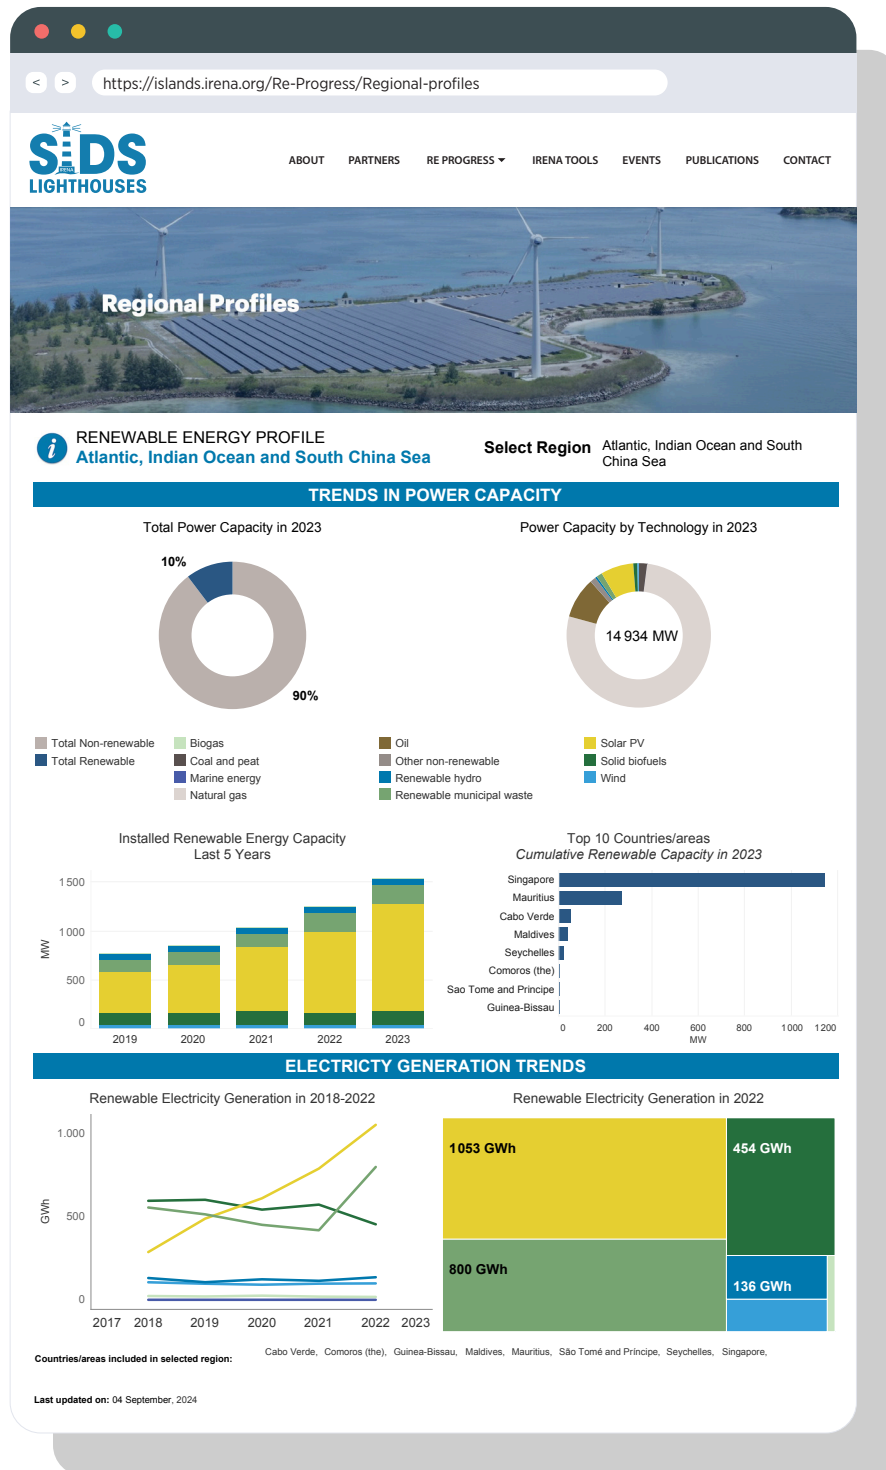 < > https://islands.irena.org/Re-Progress/Regional-profiles
SIDS
IRENA
LIGHTHOUSES
ABOUT PARTNERS RE PROGRESS IRENA TOOLS EVENTS PUBLICATIONS CONTACT
Regional Profiles
i RENEWABLE ENERGY PROFILE
Atlantic, Indian Ocean and South China Sea
Select Region Atlantic, Indian Ocean and South
China Sea
TRENDS IN POWER CAPACITY
Total Power Capacity in 2023
10%
90%
Power Capacity by Technology in 2023
14 934 MW
Total Non-renewable
Total Renewable
Biogas
Coal and peat
Marine energy
Natural gas
Oil
Other non-renewable
Renewable hydro
Renewable municipal waste
Solar PV
Solid biofuels
Wind
Installed Renewable Energy Capacity
Last 5 Years
MW
1 500
1 000
500
0
2019 2020 2021 2022 2023
Top 10 Countries/areas
Cumulative Renewable Capacity in 2023
Singapore
Mauritius
Cabo Verde
Maldives
Seychelles
Comoros (the)
Sao Tome and Principe
Guinea-Bissau
0 200 400 600 800 1 000 1 200
MW
ELECTRICTY GENERATION TRENDS
Renewable Electricity Generation in 2018-2022
GWh
1.000
500
0
2017 2018 2019 2020 2021 2022 2023
Renewable Electricity Generation in 2022
1 053 GWh
454 GWh
800 GWh
136 GWh
Countries/areas included in selected region: Cabo Verde, Comoros (the), Guinea-Bissau, Maldives, Mauritius, São Tomé and Príncipe, Seychelles, Singapore,
Last updated on: 04 September, 2024